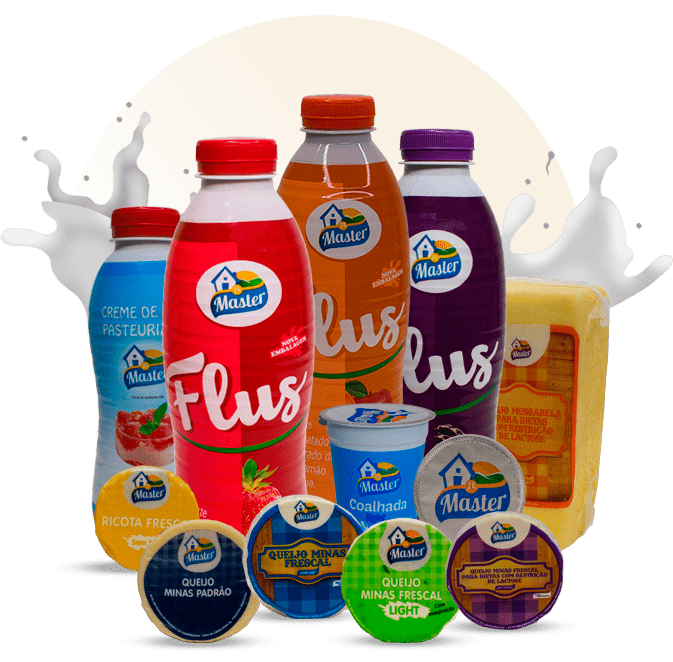 Master
Master
Master
NOVA
EMBALAGEM
lus
NOVA
EMBALAGEM
Flus
lus
CREME DE
PASTEURIZ
Master
Master
JO MUSSARELA
PARA DIETAS
COM RESTRIÇÃO
DE LACTOSE
Master
Coalhada
Master
Master
RICOTA FRESC
Master
QUEIJO
MINAS PADRÃO
Master
QUEIJO MINAS
FRESCAL
Master
QUEIJO
MINAS FRESCAL
LIGHT
Master
QUEIJO MINAS FRESCAL
PARA DIETAS COM RESTRIÇÃO
DE LACTOSE